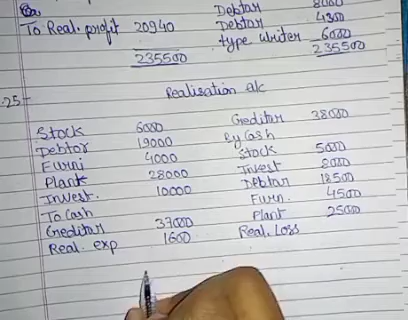 Debtor 8000
To Real. profit 20940 Debtor 4300
type writer 6000
235500 235500
25- Realisation a/c
Stock 6000 Creditor 38000
Debtor 19000 By Cash
Furni 4000 Stock 5000
Plant 28000 Invest 8000
Invest. 10000 Debtor 18500
To Cash Furn. 4500
Creditor 37000 Plant 25000
Real. exp 1600 Real. Loss